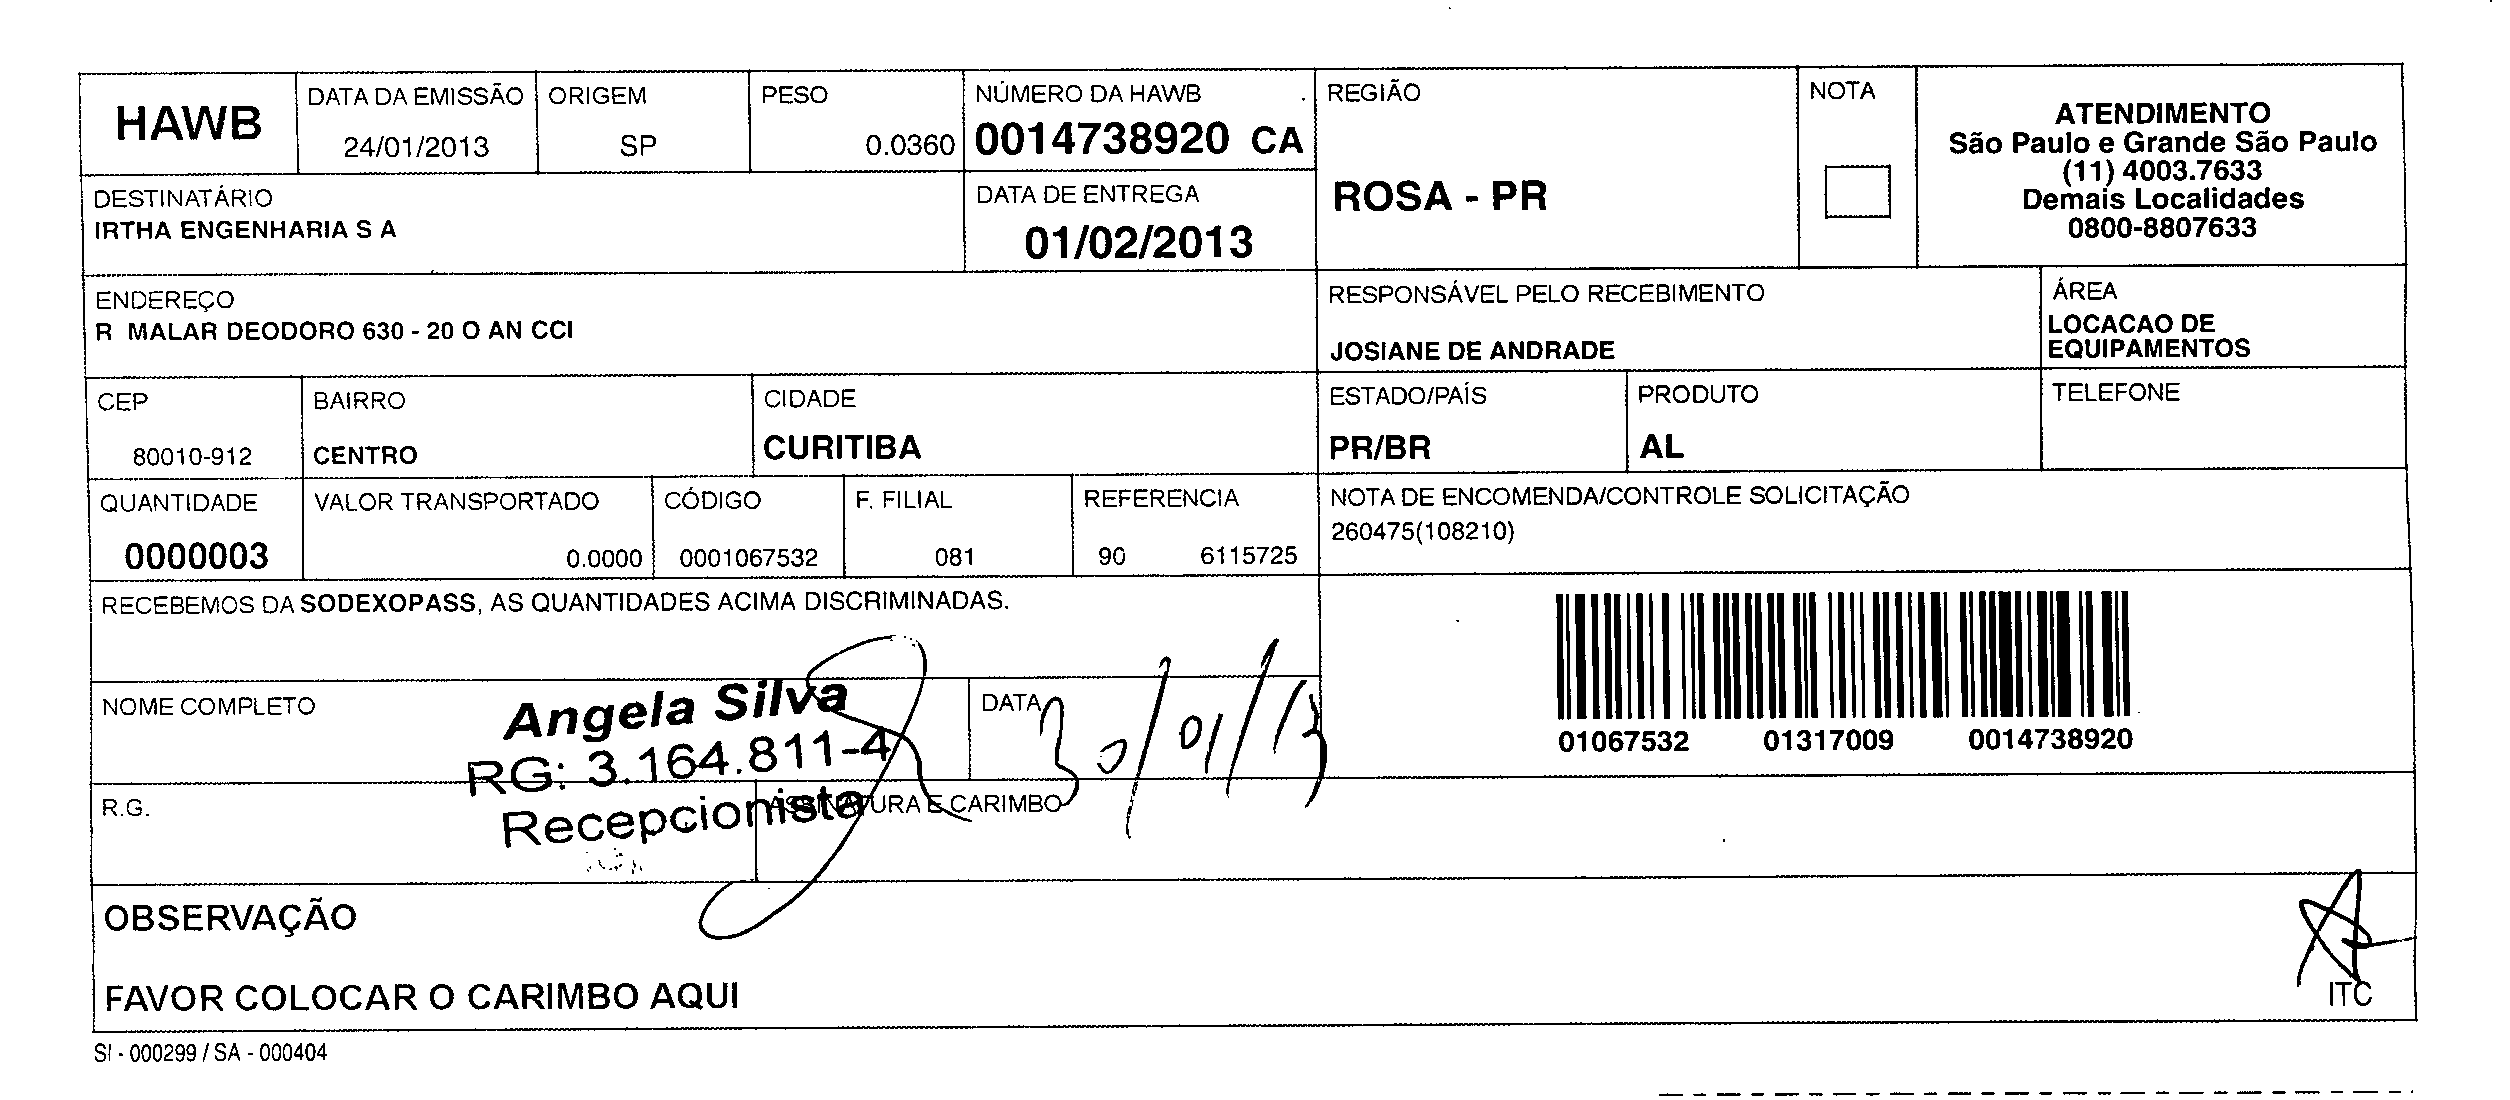 HAWB
DATA DA EMISSÃO
24/01/2013
ORIGEM
SP
PESO
0.0360
NÚMERO DA HAWB
0014738920 CA
REGIÃO
ROSA - PR
NOTA
ATENDIMENTO
São Paulo e Grande São Paulo
(11) 4003.7633
Demais Localidades
0800-8807633
DESTINATÁRIO
IRTHA ENGENHARIA S A
DATA DE ENTREGA
01/02/2013
ENDEREÇO
R MALAR DEODORO 630 - 20 O AN CCI
RESPONSÁVEL PELO RECEBIMENTO
JOSIANE DE ANDRADE
ÁREA
LOCACAO DE
EQUIPAMENTOS
CEP
80010-912
BAIRRO
CENTRO
CIDADE
CURITIBA
ESTADO/PAÍS
PR/BR
PRODUTO
AL
TELEFONE
QUANTIDADE
0000003
VALOR TRANSPORTADO
0.0000
CÓDIGO
0001067532
F. FILIAL
081
REFERENCIA
90 6115725
NOTA DE ENCOMENDA/CONTROLE SOLICITAÇÃO
260475(108210)
RECEBEMOS DA SODEXOPASS, AS QUANTIDADES ACIMA DISCRIMINADAS.
01067532 01317009 0014738920
NOME COMPLETO
Angela Silva
RG: 3.164.811-4
Recepcionista
DATA
30/01/13
R.G.
ASSINATURA E CARIMBO
OBSERVAÇÃO
FAVOR COLOCAR O CARIMBO AQUI
ITC
SI - 000299 / SA - 000404